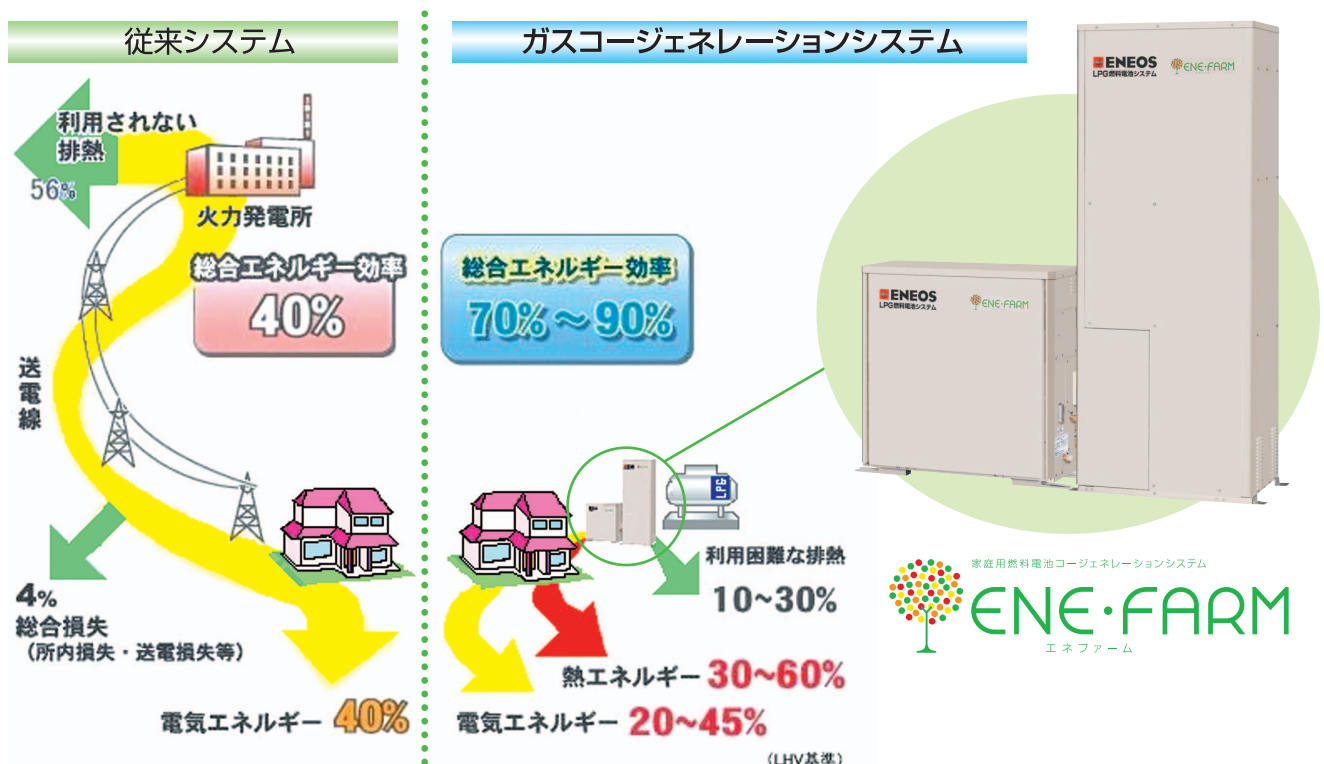 従来システム
利用されない
排熱
56%
火力発電所
総合エネルギー効率
40%
送電線
4%
総合損失
(所内損失・送電損失等)
電気エネルギー 40%
ガスコージェネレーションシステム
総合エネルギー効率
70%～90%
LPG
利用困難な排熱
10~30%
熱エネルギー 30~60%
電気エネルギー 20~45%
(LHV基準)
ENEOS
LPG燃料電池システム
ENE·FARM
ENEOS
LPG燃料電池システム
ENE·FARM
家庭用燃料電池コージェネレーションシステム
ENE·FARM
エネファーム